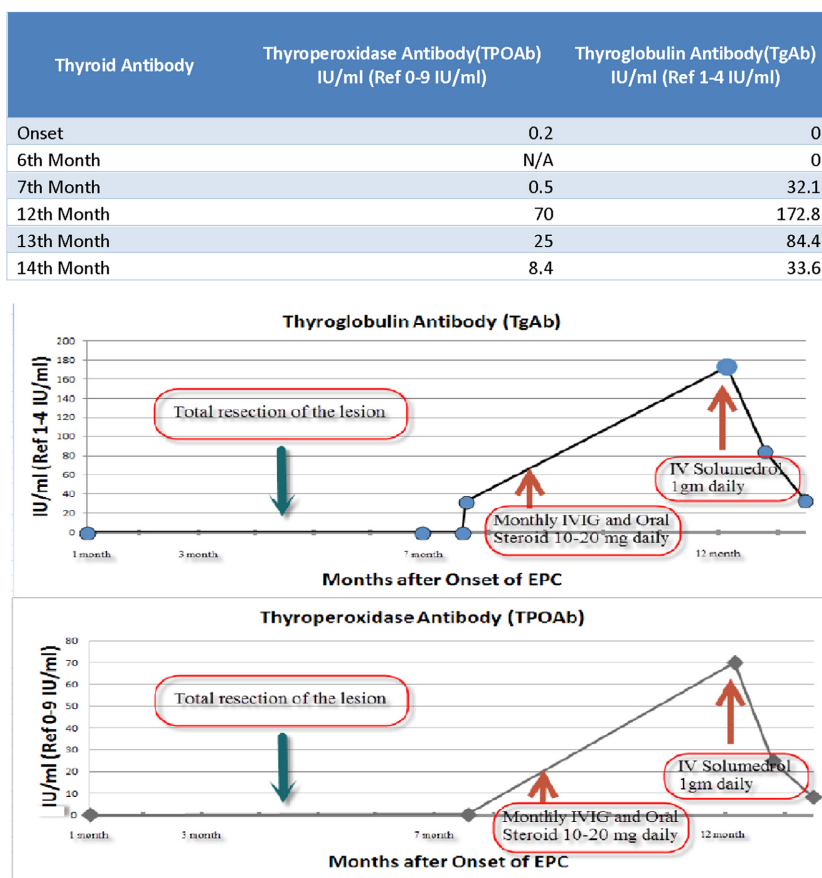 Thyroid Antibody
Thyroperoxidase Antibody(TPOAb)
IU/ml (Ref 0-9 IU/ml)
Thyroglobulin Antibody(TgAb)
IU/ml (Ref 1-4 IU/ml)
Onset 0.2 0
6th Month N/A 0
7th Month 0.5 32.1
12th Month 70 172.8
13th Month 25 84.4
14th Month 8.4 33.6
Thyroglobulin Antibody (TgAb)
IU/ml (Ref 1-4 IU/ml)
200
180
160
140
120
100
80
60
40
20
0
Total resection of the lesion
IV Solumedrol
1gm daily
Monthly IVIG and Oral
Steroid 10-20 mg daily
1 month 3 month 7 month 12 month
Months after Onset of EPC
Thyroperoxidase Antibody (TPOAb)
IU/ml (Ref 0-9 IU/ml)
80
70
60
50
40
30
20
10
0
Total resection of the lesion
IV Solumedrol
1gm daily
Monthly IVIG and Oral
Steroid 10-20 mg daily
1 month 3 month 7 month 12 month
Months after Onset of EPC